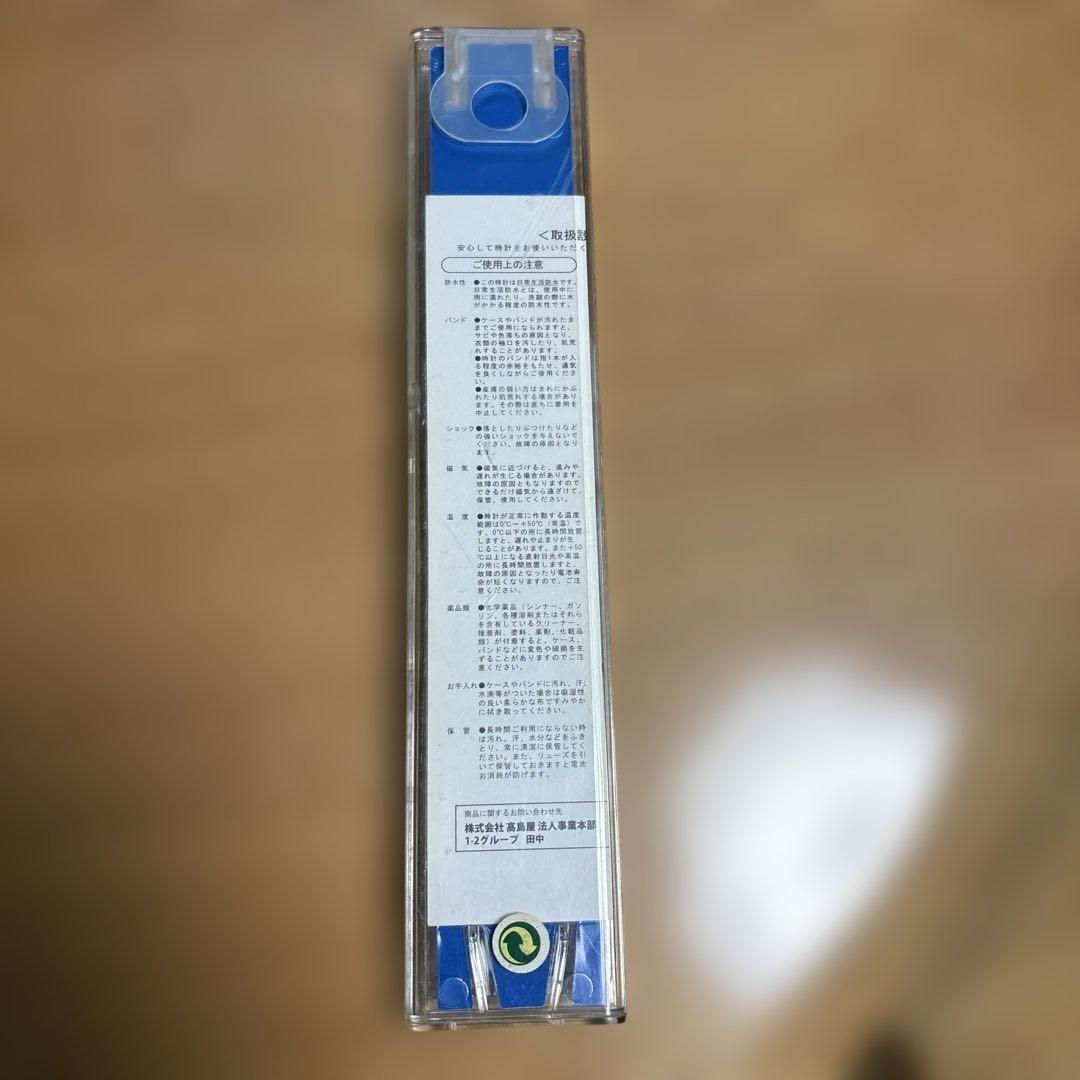 ＜取扱説
安心して時計をお使いいただく
ご使用上の注意
防水性 ●この時計は日常生活防水です。
日常生活防水とは、使用中に
雨に濡れたり、洗顔の際に水
がかかる程度の防水性です。
バンド ●ケースやバンドが汚れたま
までご使用になられますと、
サビや色落ちの原因となり、
衣類の袖口を汚したり、肌荒
れすることがあります。
●時計のバンドは指1本が入
る程度の余裕をもたせ、通気
を良くしながらご使用くださ
い。
●皮膚の弱い方はまれにかぶ
れたり肌荒れする場合があり
ます。その際は直ちに着用を
中止してください。
ショック●落としたりぶつけたりなど
の強いショックを与えないで
ください。故障の原因となり
ます。
磁 気 ●磁気に近づけると、進みや
遅れが生じる場合があります。
故障の原因ともなりますので
できるだけ磁気から遠ざけて、
保管、使用してください。
温 度 ●時計が正常に作動する温度
範囲は0℃～+50℃（常温）で
す。0℃以下の所に長時間放置
しますと、遅れや止まりが生
じることがあります。また+50
℃以上になる直射日光や高温
の所に長時間放置しますと、
故障の原因となったり電池寿
命が短くなりますので、ご注
意ください。
薬品類 ●化学薬品（シンナー、ガソ
リン、各種溶剤またはそれら
を含有しているクリーナー、
接着剤、塗料、薬剤、化粧品
類）が付着すると、ケース、
バンドなどに変色や破損を生
ずることがありますのでご注
意ください。
お手入れ●ケースやバンドに汚れ、汗、
水滴等がついた場合は吸湿性
の良い柔らかな布ですみやか
に拭き取ってください。
保 管 ●長時間ご利用にならない時
は汚れ、汗、水分などをふき
とり、常に清潔に保管してく
ださい。また、リューズを引
いて保管しておきますと電池
お消耗が防げます。
商品に関するお問い合わせ先
株式会社 髙島屋 法人事業本部
1-2グループ 田中